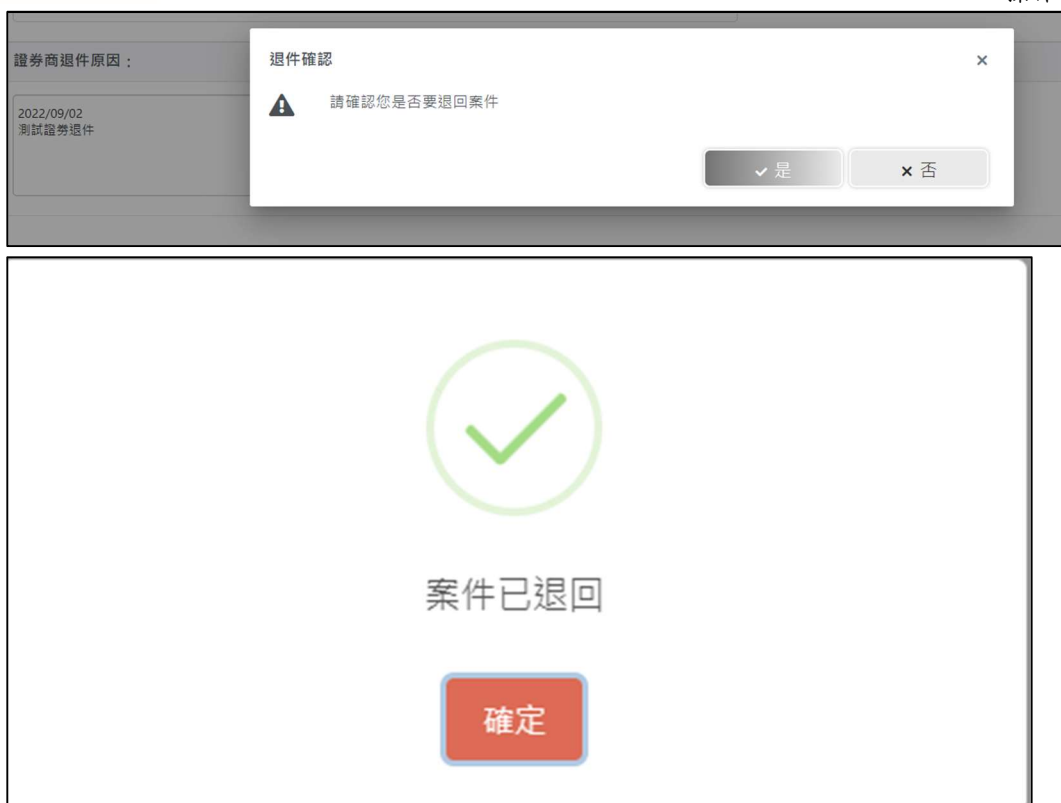 證券商退件原因：
2022/09/02
測試證券退件
退件確認
×
請確認您是否要退回案件
是
否
案件已退回
確定